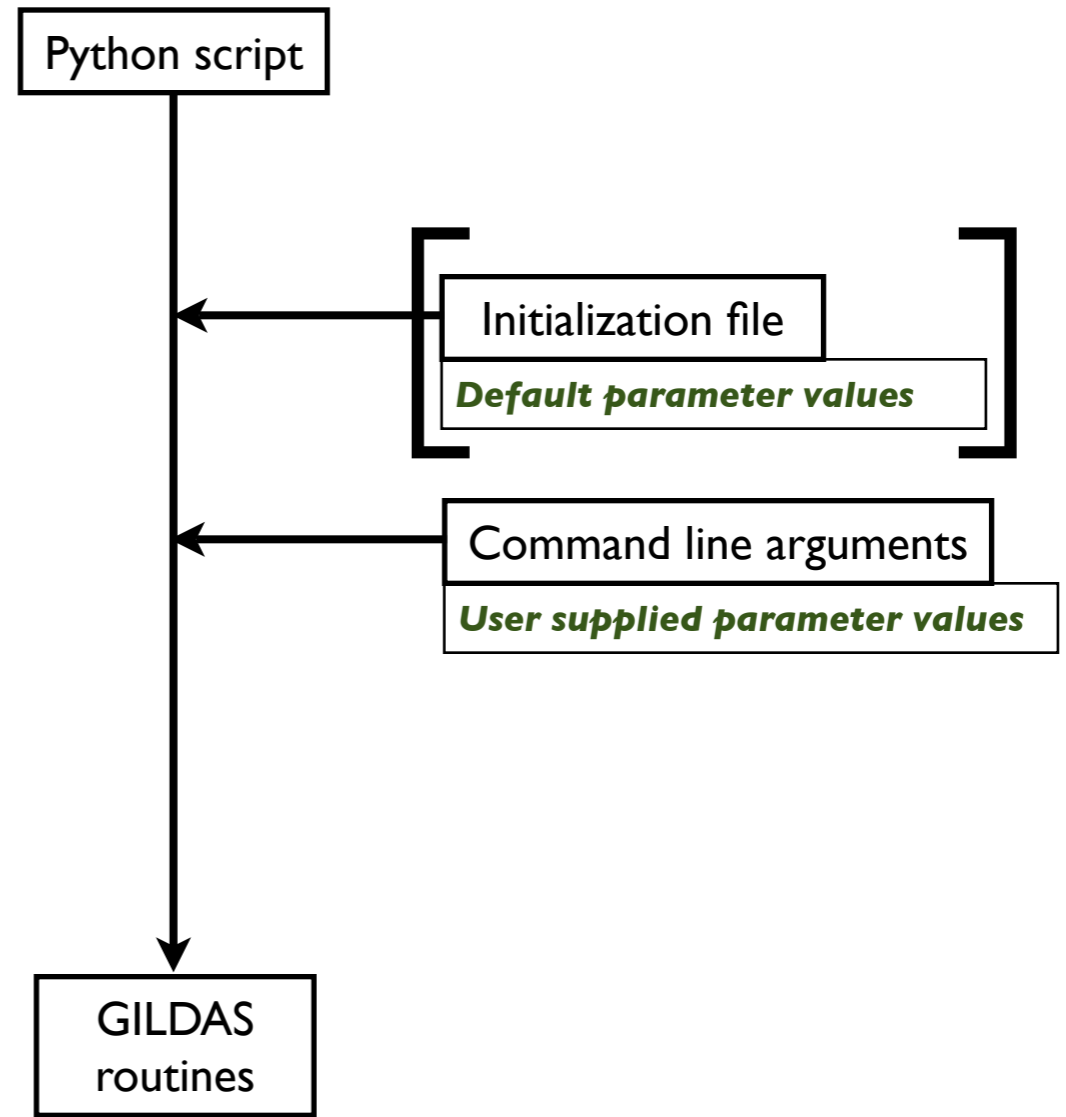 Python script
Initialization file
Default parameter values
Command line arguments
User supplied parameter values
GILDAS
routines